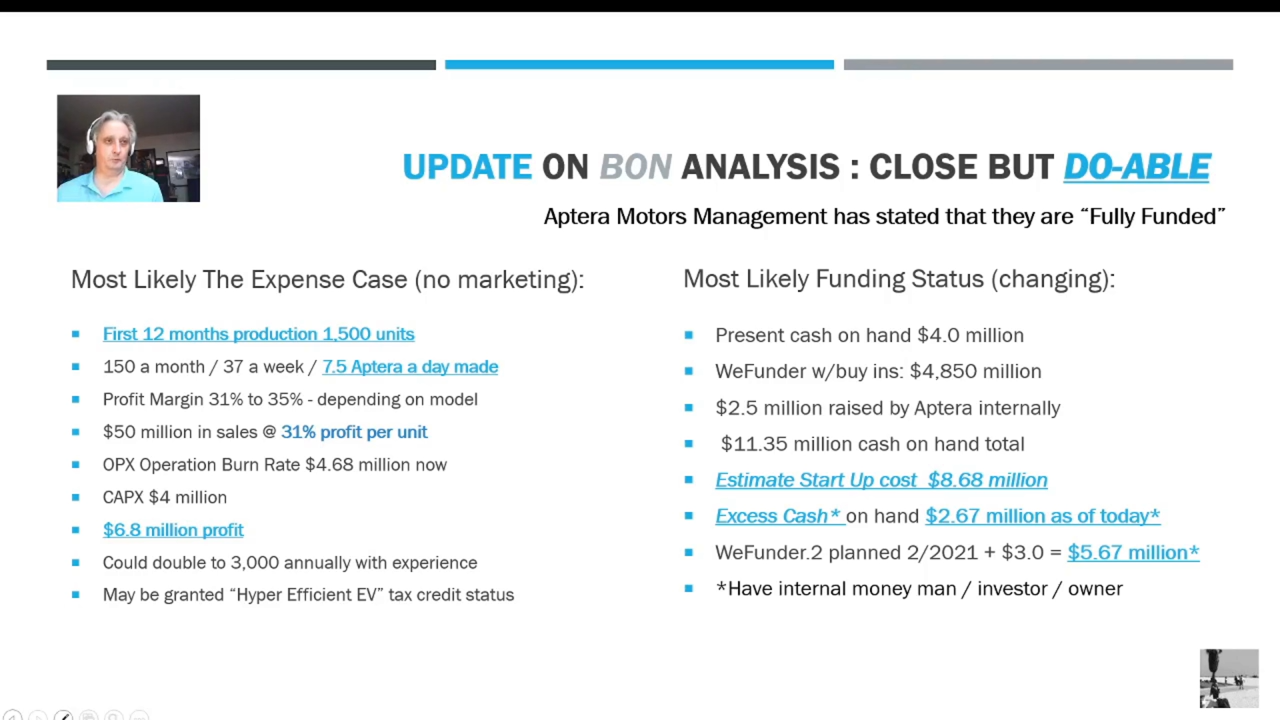 UPDATE ON BON ANALYSIS : CLOSE BUT DO-ABLE
Aptera Motors Management has stated that they are “Fully Funded”
Most Likely The Expense Case (no marketing):
First 12 months production 1,500 units
150 a month / 37 a week / 7.5 Aptera a day made
Profit Margin 31% to 35% - depending on model
$50 million in sales @ 31% profit per unit
OPX Operation Burn Rate $4.68 million now
CAPX $4 million
$6.8 million profit
Could double to 3,000 annually with experience
May be granted “Hyper Efficient EV” tax credit status
Most Likely Funding Status (changing):
Present cash on hand $4.0 million
WeFunder w/buy ins: $4,850 million
$2.5 million raised by Aptera internally
$11.35 million cash on hand total
Estimate Start Up cost $8.68 million
Excess Cash* on hand $2.67 million as of today*
WeFunder.2 planned 2/2021 + $3.0 = $5.67 million*
*Have internal money man / investor / owner